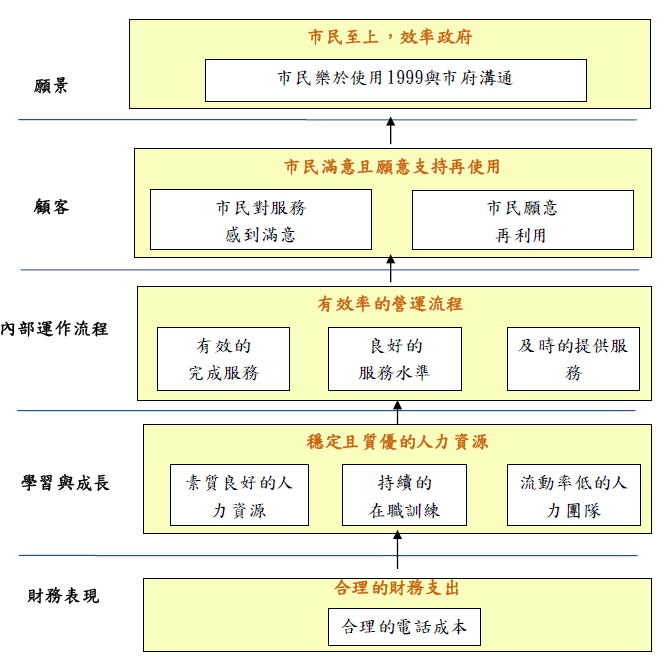 市民至上，效率政府
市民樂於使用1999與市府溝通
願景
市民滿意且願意支持再使用
顧客
市民對服務
感到滿意
市民願意
再利用
有效率的營運流程
內部運作流程
有效的
完成服務
良好的
服務水準
及時的提供服
務
穩定且質優的人力資源
學習與成長
素質良好的人
力資源
持續的
在職訓練
流動率低的人
力團隊
合理的財務支出
財務表現
合理的電話成本